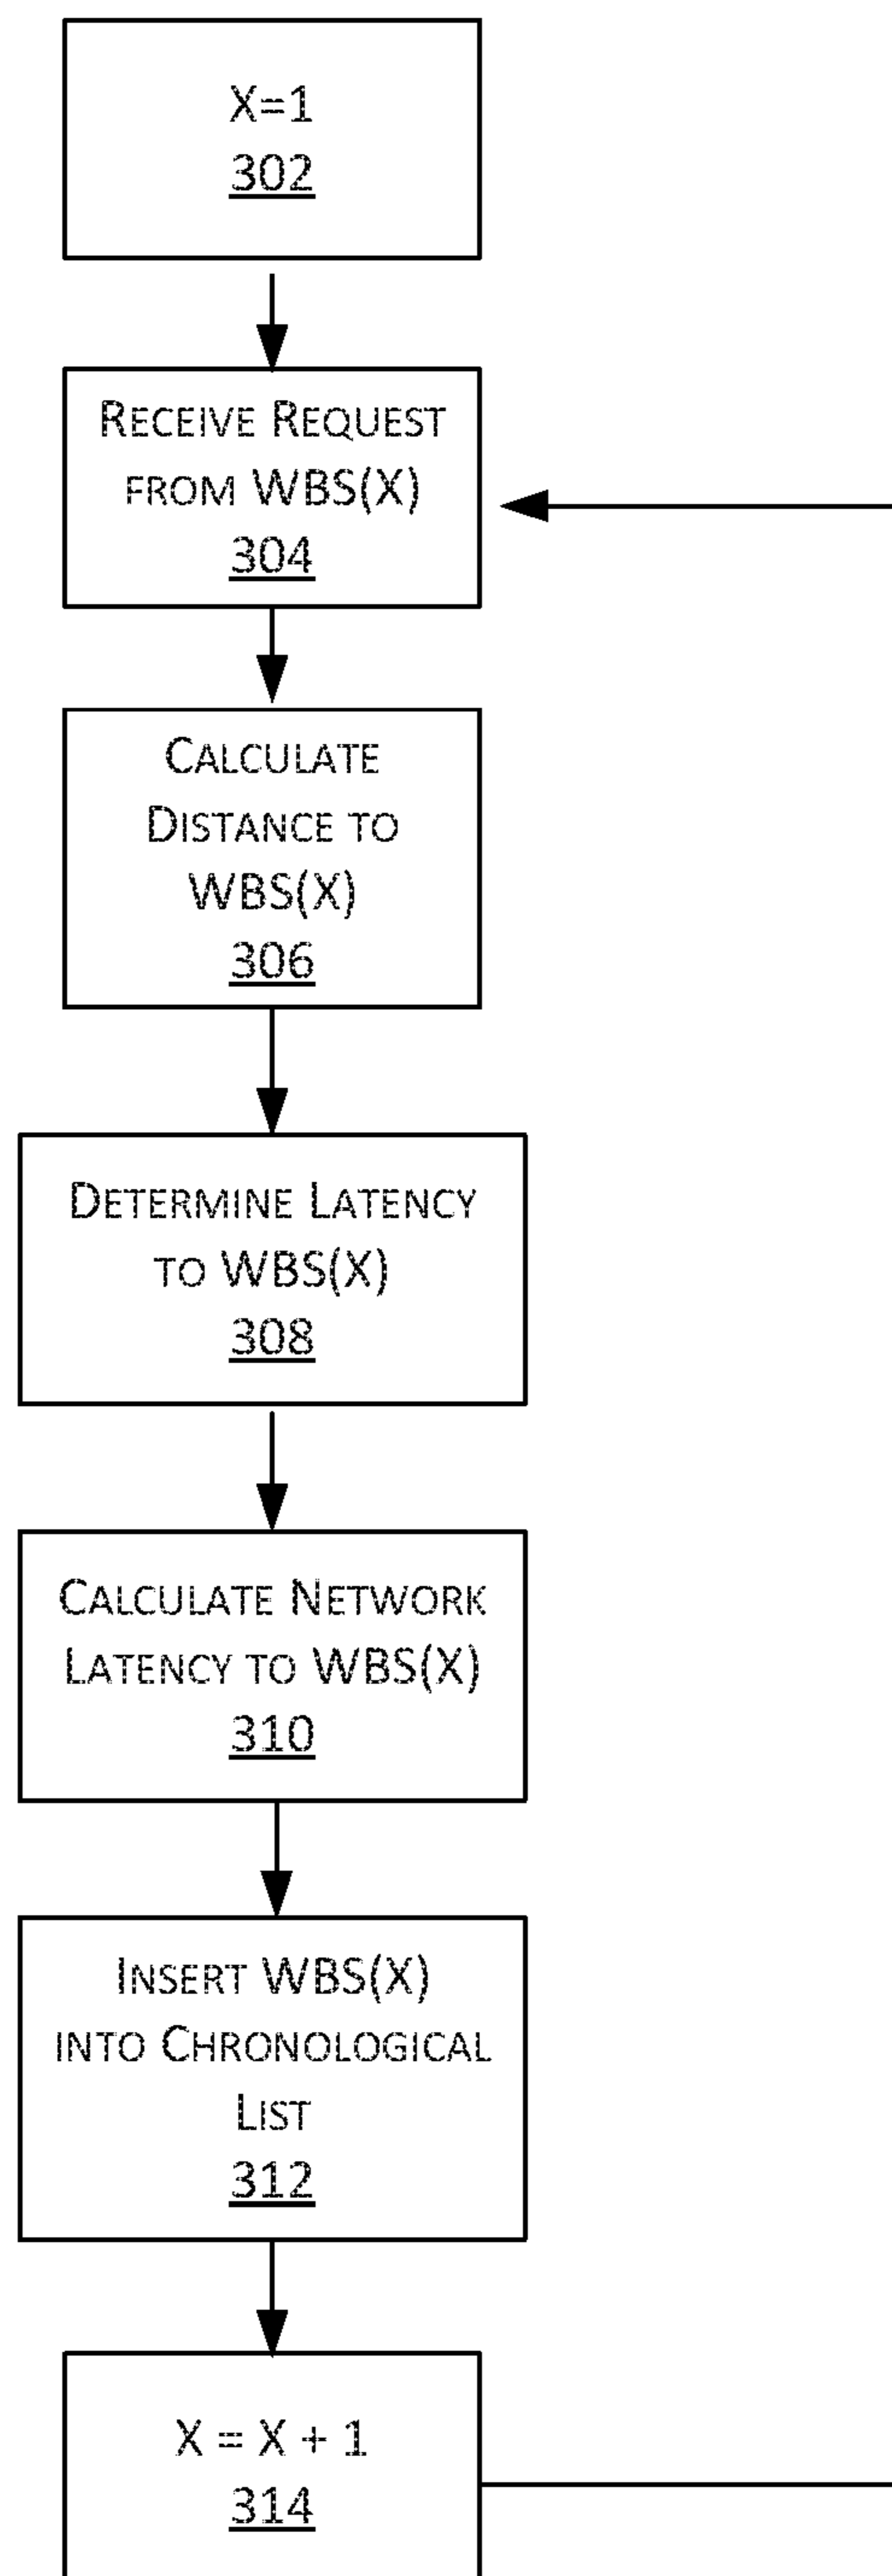 X=1
302
RECEIVE REQUEST
FROM WBS(X)
304
CALCULATE
DISTANCE TO
WBS(X)
306
DETERMINE LATENCY
TO WBS(X)
308
CALCULATE NETWORK
LATENCY TO WBS(X)
310
INSERT WBS(X)
INTO CHRONOLOGICAL
LIST
312
X = X + 1
314